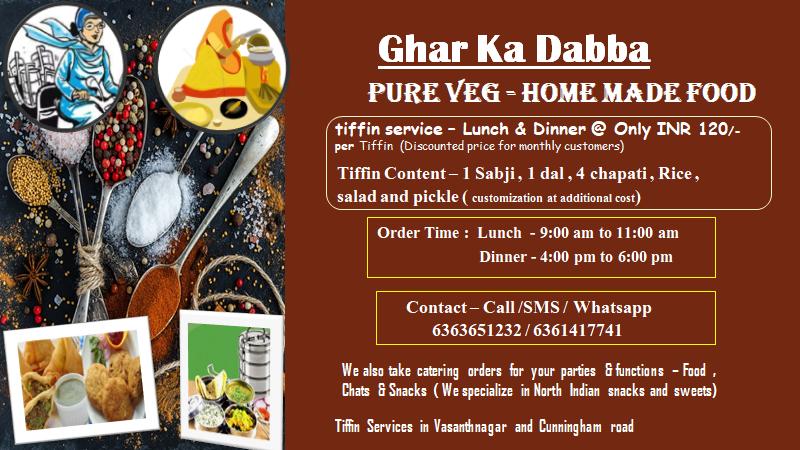 Ghar Ka Dabba
PURE VEG - HOME MADE FOOD
tiffin service – Lunch & Dinner @ Only INR 120/-
per Tiffin (Discounted price for monthly customers)
Tiffin Content – 1 Sabji , 1 dal , 4 chapati , Rice ,
salad and pickle ( customization at additional cost)
Order Time : Lunch - 9:00 am to 11:00 am
Dinner - 4:00 pm to 6:00 pm
Contact – Call /SMS / Whatsapp
6363651232 / 6361417741
We also take catering orders for your parties & functions – Food ,
Chats & Snacks ( We specialize in North Indian snacks and sweets)
Tiffin Services in Vasanthnagar and Cunningham road